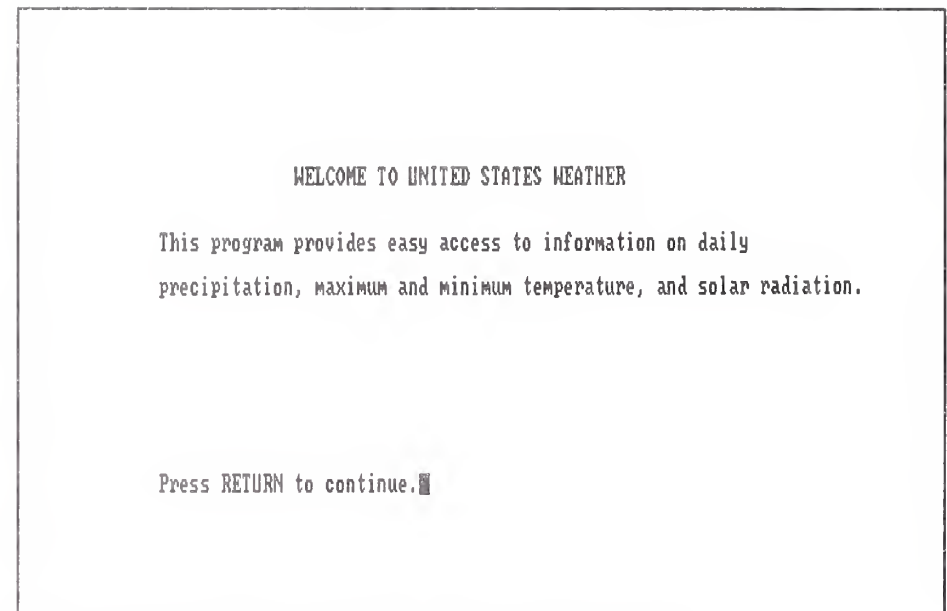 WELCOME TO UNITED STATES WEATHER
This program provides easy access to information on daily
precipitation, maximum and minimum temperature, and solar radiation.
Press RETURN to continue.